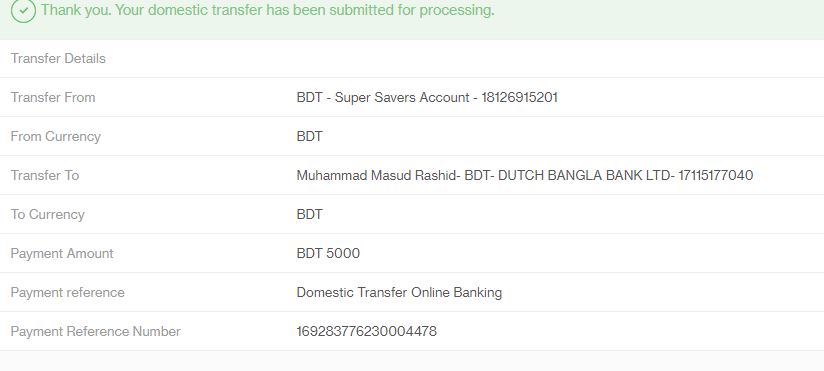 Thank you. Your domestic transfer has been submitted for processing.
Transfer Details
Transfer From BDT - Super Savers Account - 18126915201
From Currency BDT
Transfer To Muhammad Masud Rashid- BDT- DUTCH BANGLA BANK LTD- 17115177040
To Currency BDT
Payment Amount BDT 5000
Payment reference Domestic Transfer Online Banking
Payment Reference Number 169283776230004478